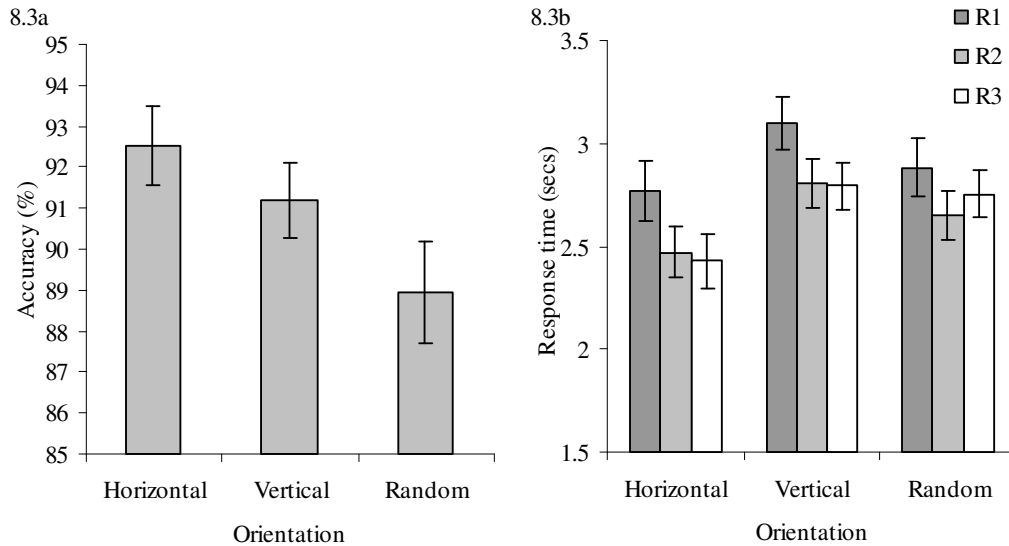 8.3a
Accuracy (%)
95
94
93
92
91
90
89
88
87
86
85
Horizontal Vertical Random
Orientation
8.3b
R1
R2
R3
Response time (secs)
3.5
3
2.5
2
1.5
Horizontal Vertical Random
Orientation